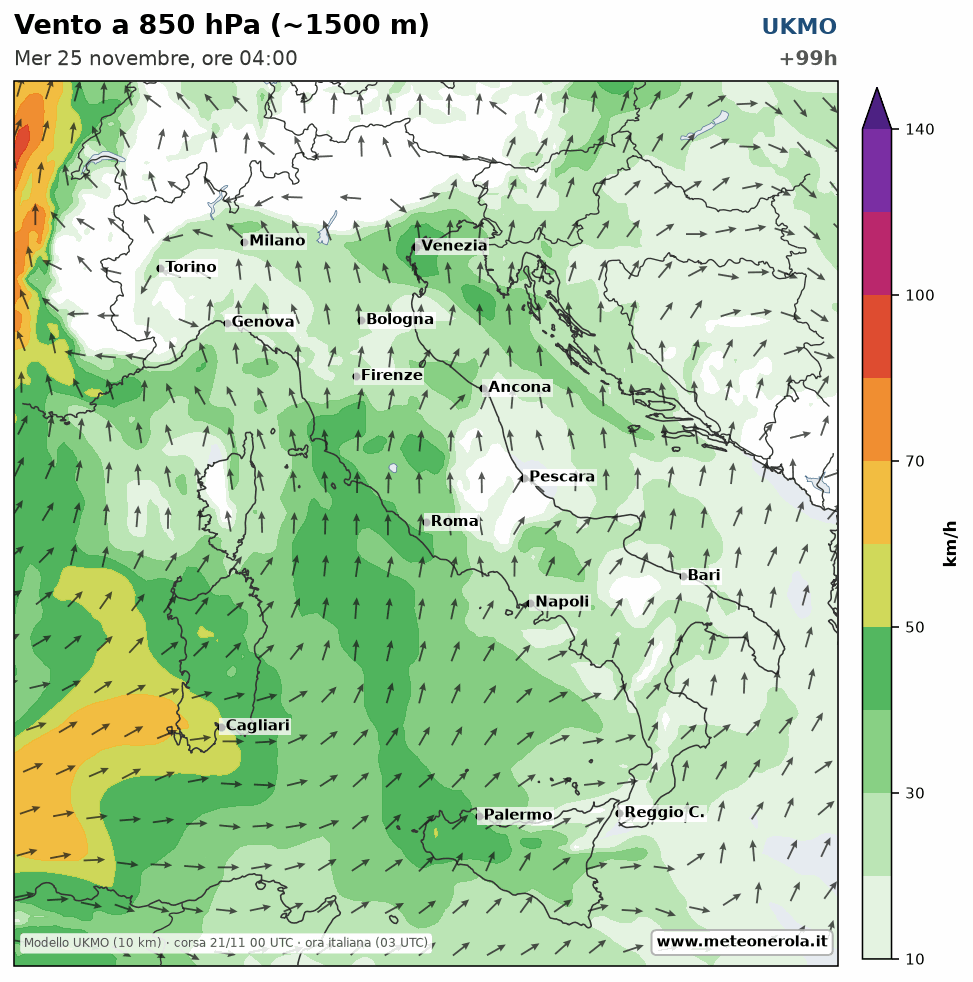 Vento a 850 hPa (~1500 m)
UKMO
Mer 25 novembre, ore 04:00
+99h
140
Milano
Venezia
Torino
100
Genova
Bologna
Firenze
Ancona
70
Pescara
Roma
km/h
Bari
Napoli
50
Cagliari
30
Palermo
Reggio C.
Modello UKMO (10 km) · corsa 21/11 00 UTC · ora italiana (03 UTC)
www.meteonerola.it
10